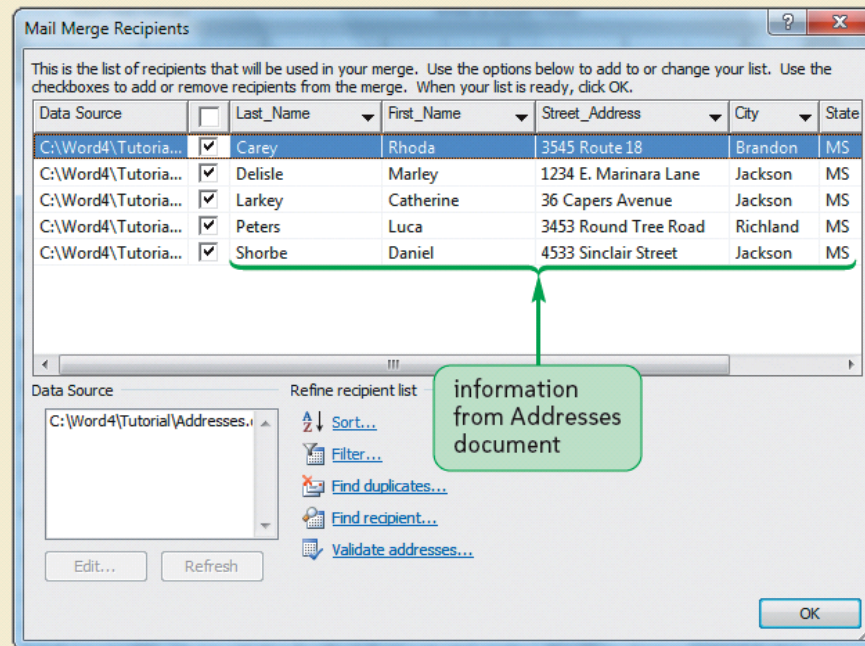 Mail Merge Recipients
This is the list of recipients that will be used in your merge. Use the options below to add to or change your list. Use the
checkboxes to add or remove recipients from the merge. When your list is ready, click OK.
Data Source Last_Name First_Name Street_Address City State
C:\Word4\Tutoria... Carey Rhoda 3545 Route 18 Brandon MS
C:\Word4\Tutoria... Delisle Marley 1234 E. Marinara Lane Jackson MS
C:\Word4\Tutoria... Larkey Catherine 36 Capers Avenue Jackson MS
C:\Word4\Tutoria... Peters Luca 3453 Round Tree Road Richland MS
C:\Word4\Tutoria... Shorbe Daniel 4533 Sinclair Street Jackson MS
information
from Addresses
document
Data Source
C:\Word4\Tutorial\Addresses.
Edit...
Refresh
Refine recipient list
Sort...
Filter...
Find duplicates...
Find recipient...
Validate addresses...
OK